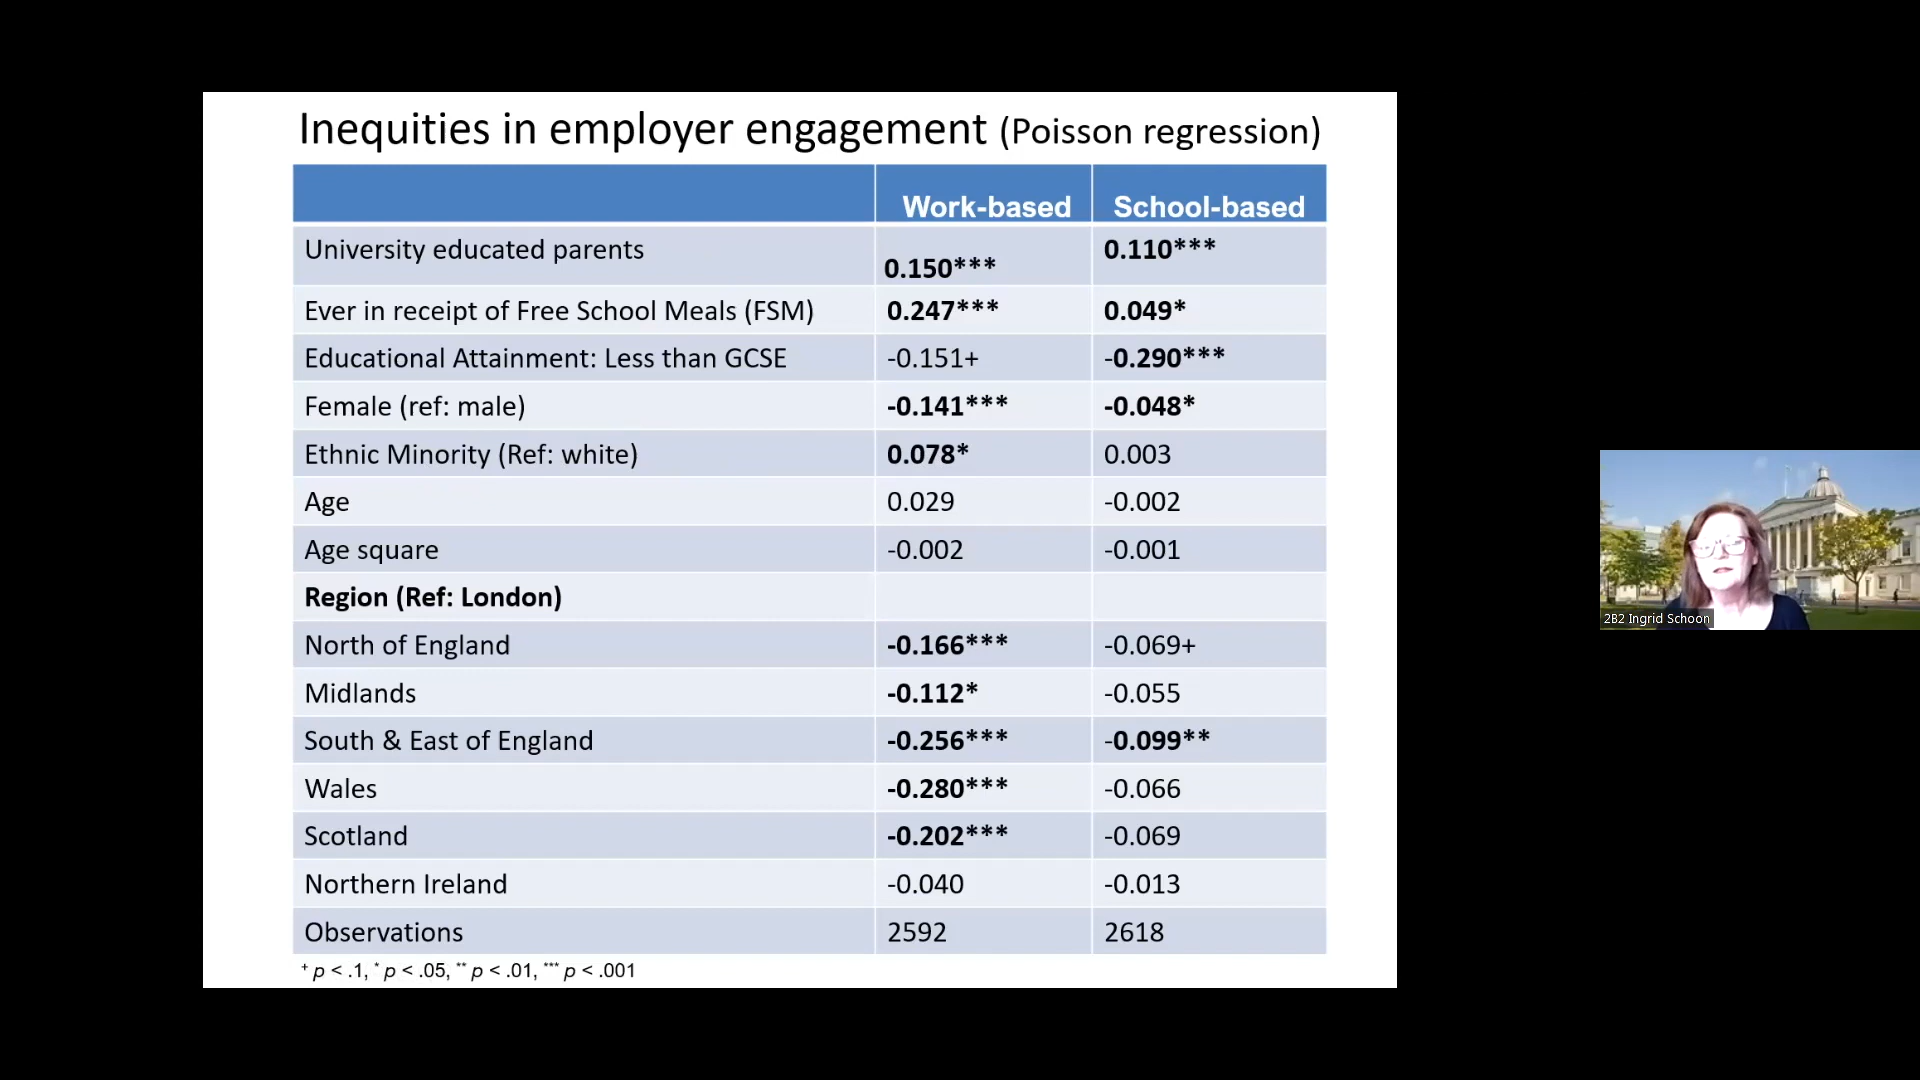 Inequities in employer engagement (Poisson regression)
Work-based School-based
University educated parents 0.150*** 0.110***
Ever in receipt of Free School Meals (FSM) 0.247*** 0.049*
Educational Attainment: Less than GCSE -0.151+ -0.290***
Female (ref: male) -0.141*** -0.048*
Ethnic Minority (Ref: white) 0.078* 0.003
Age 0.029 -0.002
Age square -0.002 -0.001
Region (Ref: London)
North of England -0.166*** -0.069+
Midlands -0.112* -0.055
South & East of England -0.256*** -0.099**
Wales -0.280*** -0.066
Scotland -0.202*** -0.069
Northern Ireland -0.040 -0.013
Observations 2592 2618
+ p < .1, * p < .05, ** p < .01, *** p < .001
2B2 Ingrid Schoon